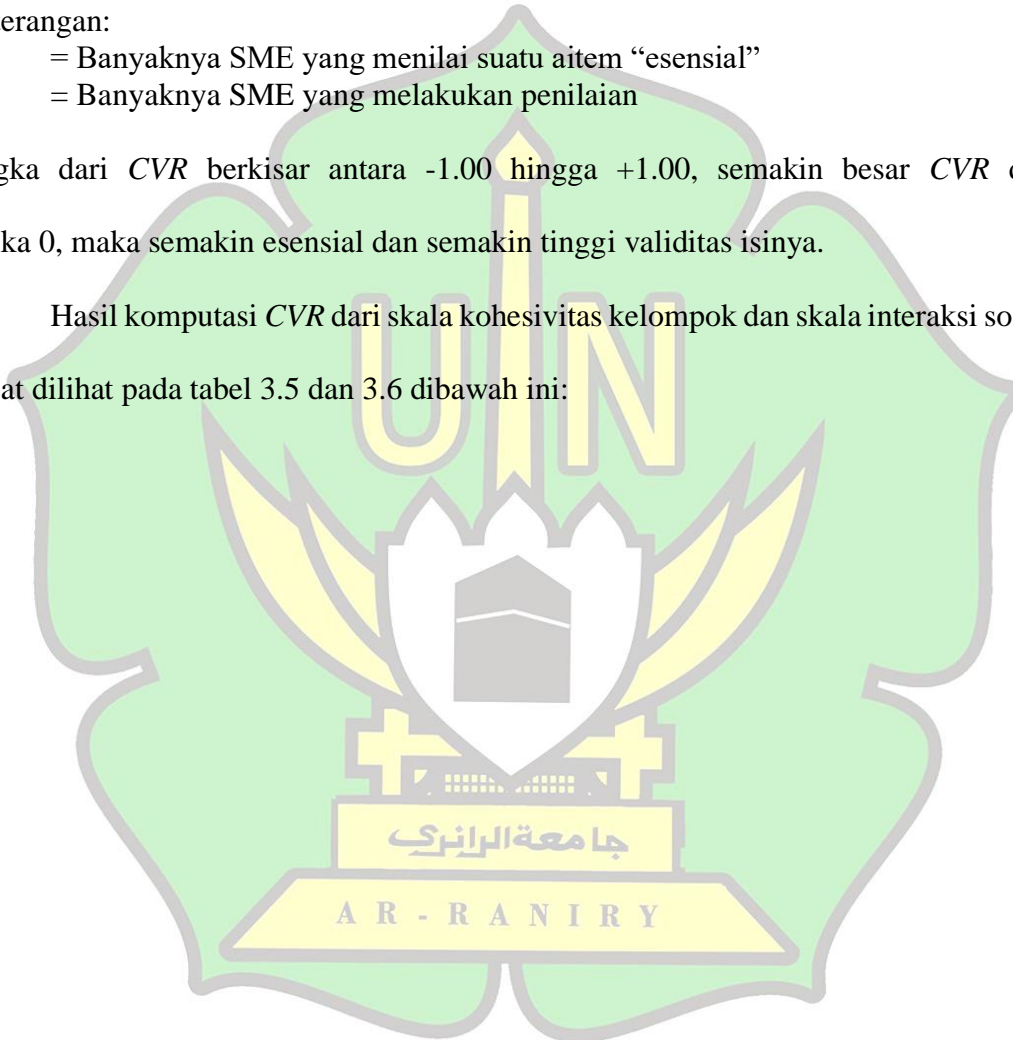 erangan:
= Banyaknya SME yang menilai suatu aitem “esensial”
= Banyaknya SME yang melakukan penilaian
gka dari CVR berkisar antara -1.00 hingga +1.00, semakin besar CVR
ka 0, maka semakin esensial dan semakin tinggi validitas isinya.
Hasil komputasi CVR dari skala kohesivitas kelompok dan skala interaksi so
at dilihat pada tabel 3.5 dan 3.6 dibawah ini:
UIN
جامعة الرانري
AR-RANIRY